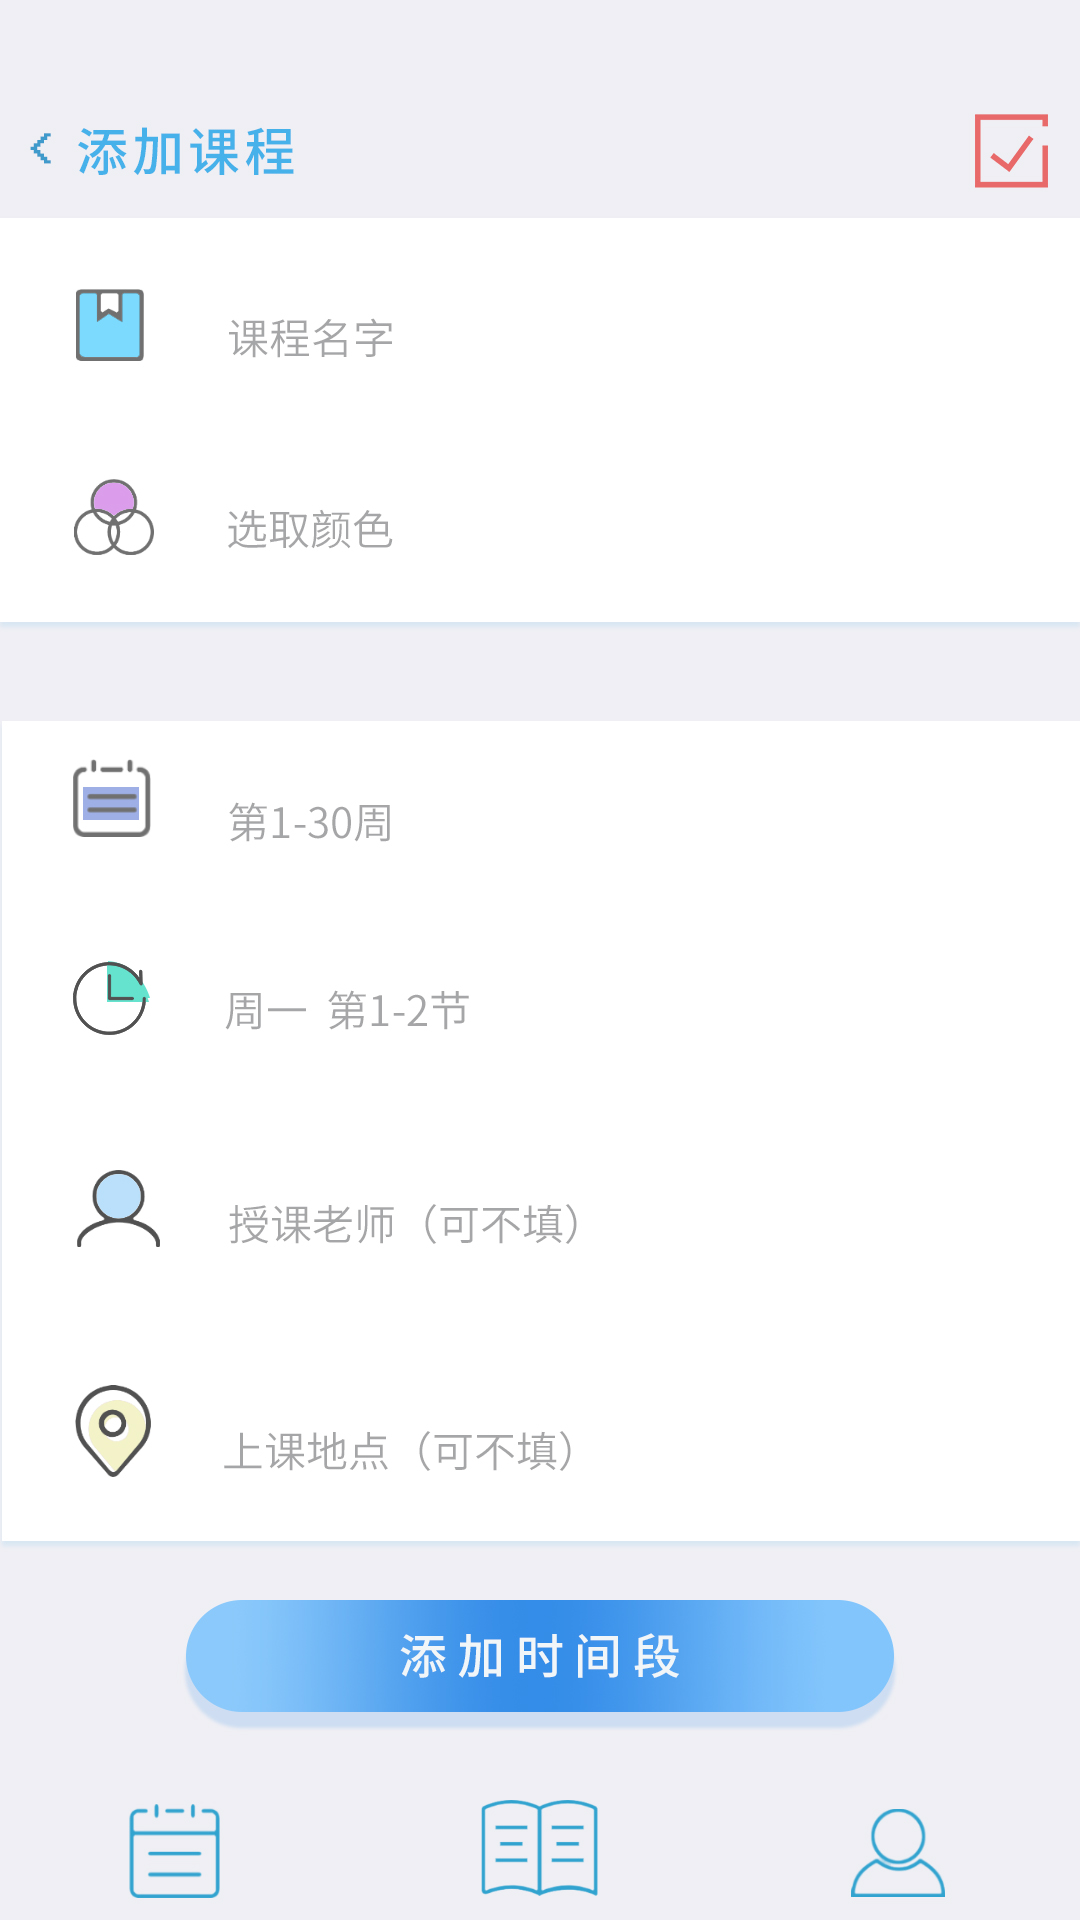 添加课程
课程名字
选取颜色
第1-30周
周一 第1-2节
授课老师（可不填）
上课地点（可不填）
添加时间段